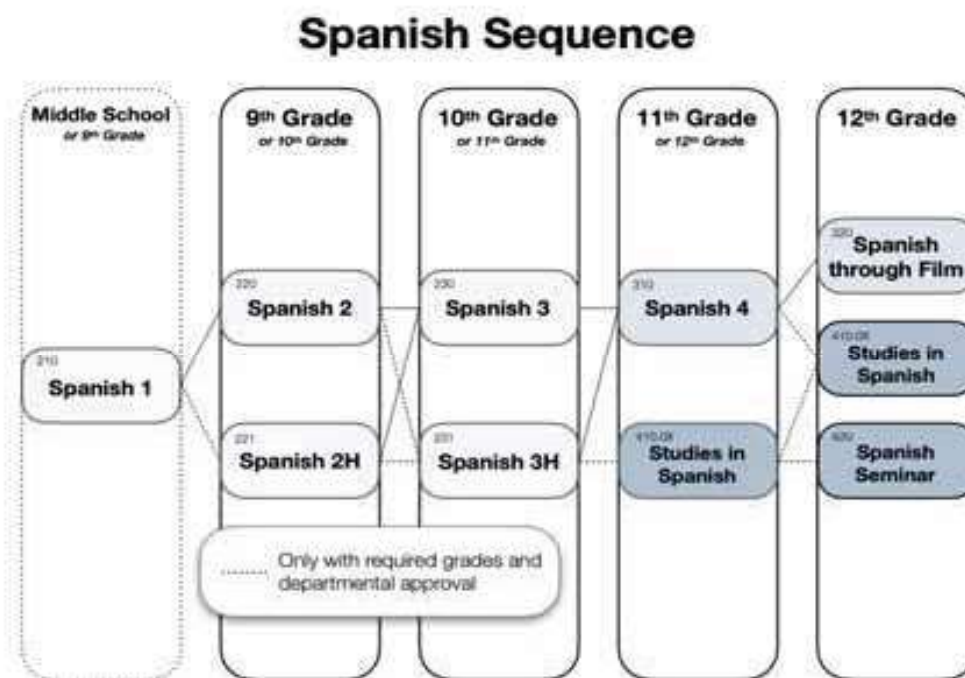 Spanish Sequence
Middle School
or 9th Grade
9th Grade
or 10th Grade
10th Grade
or 11th Grade
11th Grade
or 12th Grade
12th Grade
210
Spanish 1
220
Spanish 2
221
Spanish 2H
230
Spanish 3
231
Spanish 3H
310
Spanish 4
Studies in
Spanish
320
Spanish
through Film
Studies in
Spanish
Spanish
Seminar
Only with required grades and
departmental approval